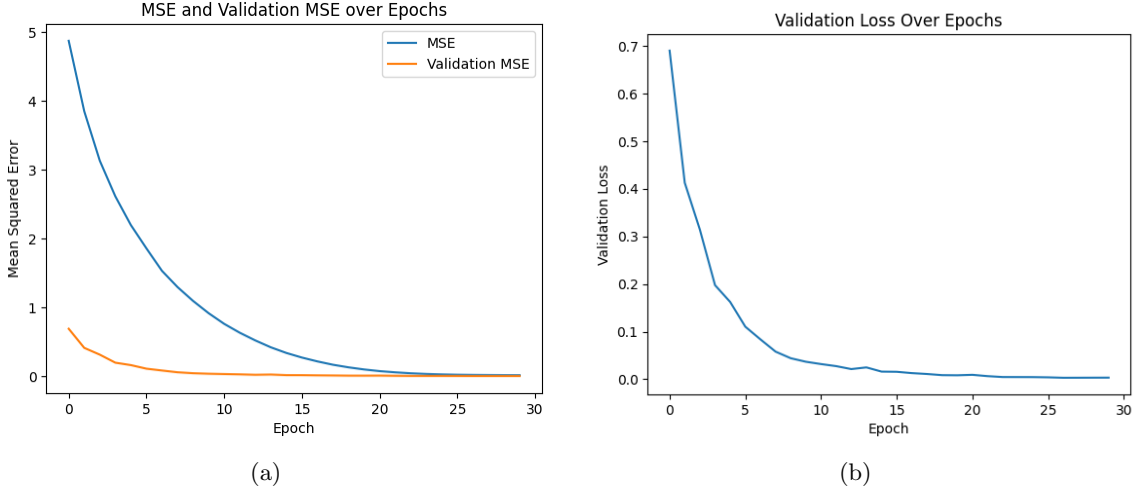 MSE and Validation MSE over Epochs
5
4
3
2
1
0
Mean Squared Error
MSE
Validation MSE
0 5 10 15 20 25 30
Epoch
(a)
Validation Loss Over Epochs
0.7
0.6
0.5
0.4
0.3
0.2
0.1
0.0
Validation Loss
0 5 10 15 20 25 30
Epoch
(b)